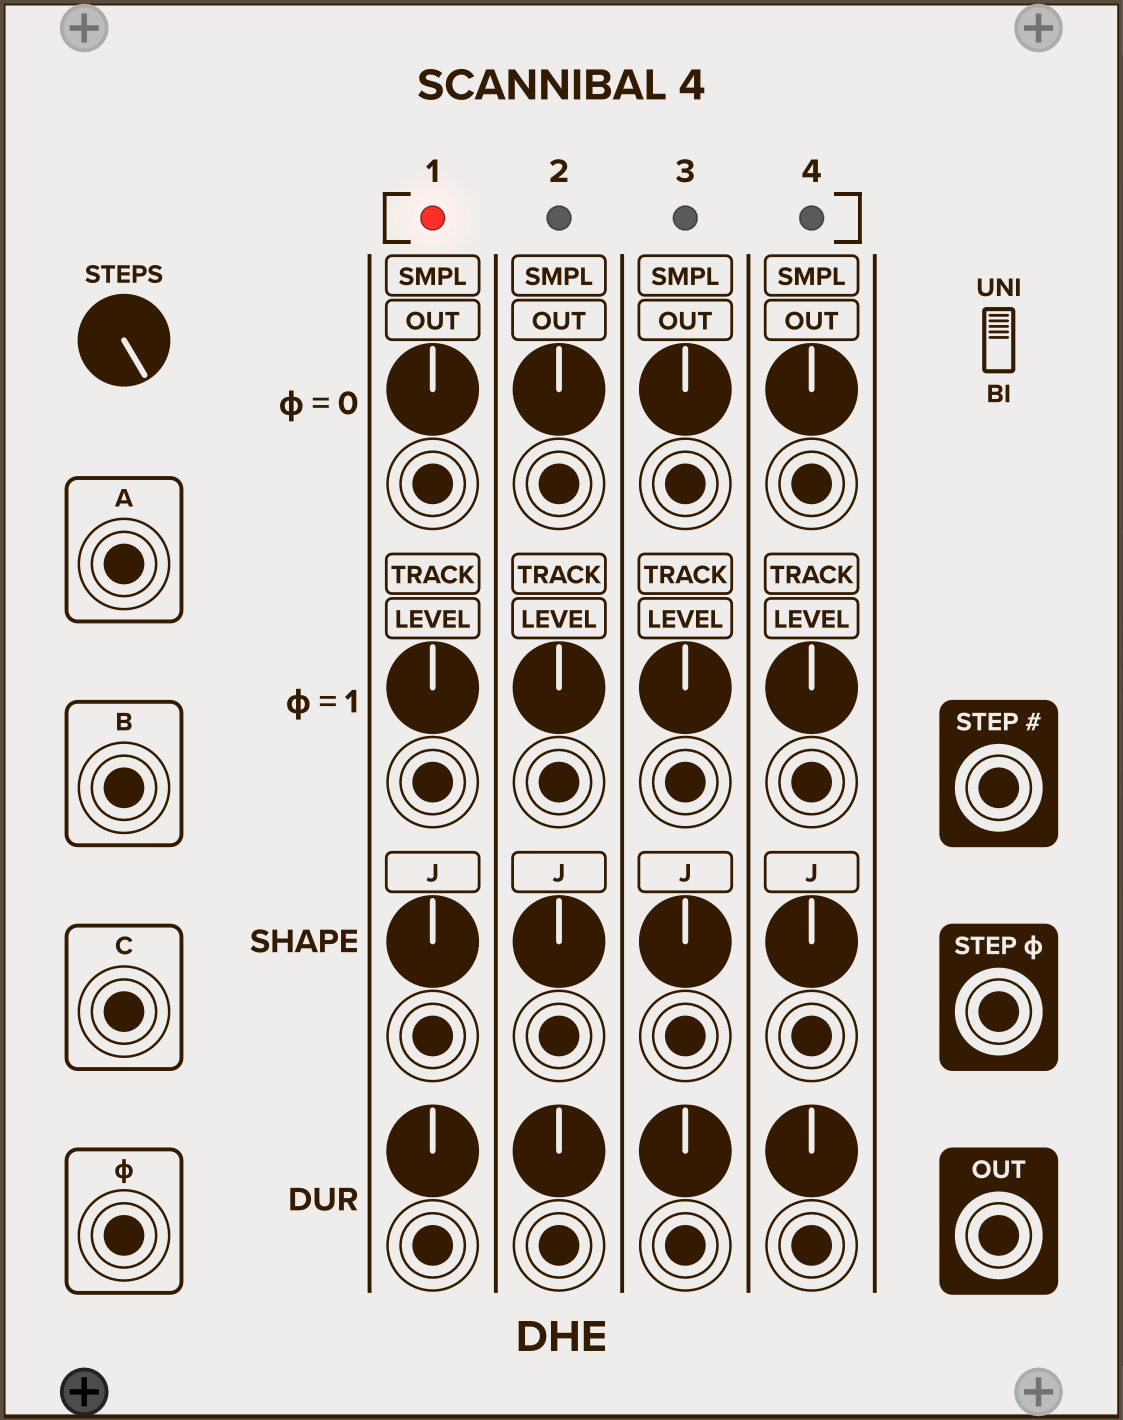 SCANNIBAL 4
1 2 3 4
STEPS
UNI
BI
SMPL SMPL SMPL SMPL
OUT OUT OUT OUT
ϕ = 0
A
TRACK TRACK TRACK TRACK
LEVEL LEVEL LEVEL LEVEL
ϕ = 1
B
STEP #
J J J J
SHAPE
C
STEP ϕ
ϕ
OUT
DUR
DHE